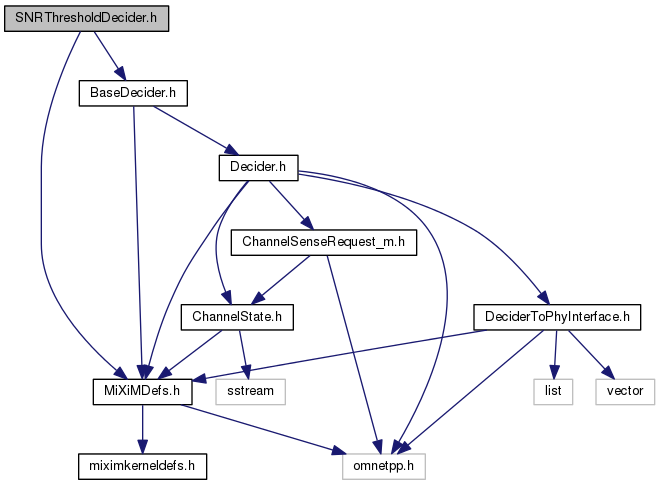 SNRThresholdDecider.h
BaseDecider.h
Decider.h
ChannelSenseRequest_m.h
ChannelState.h
DeciderToPhyInterface.h
MiXiMDefs.h
sstream
list
vector
miximkerneldefs.h
omnetpp.h